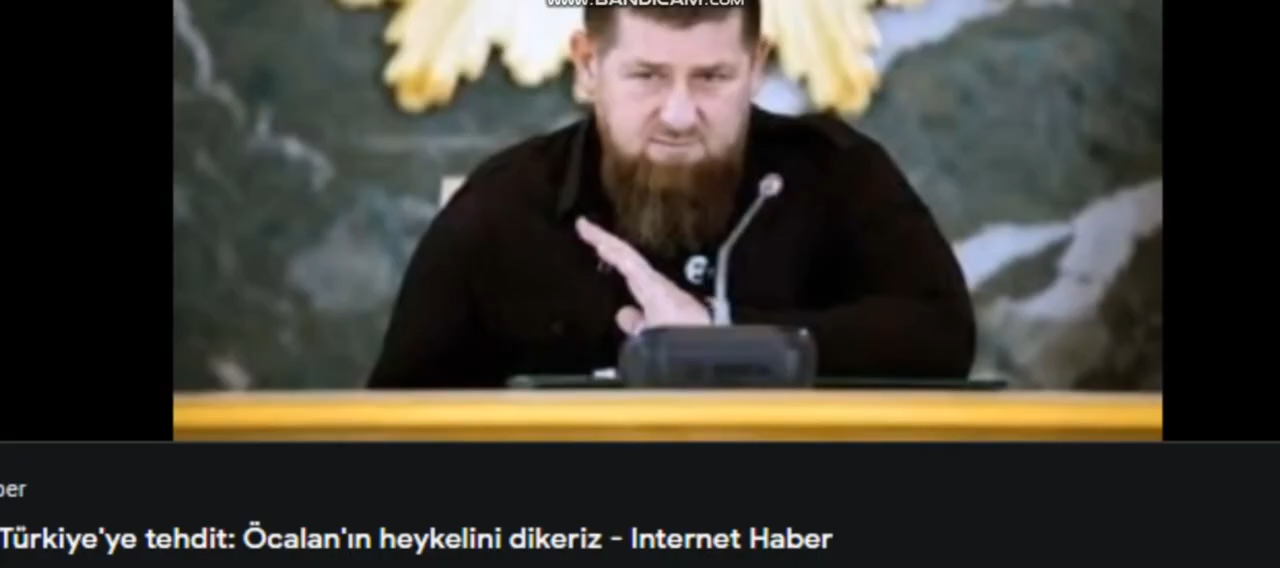 www.BANDICAM.COM
ber
Türkiye'ye tehdit: Öcalan'ın heykelini dikeriz - Internet Haber